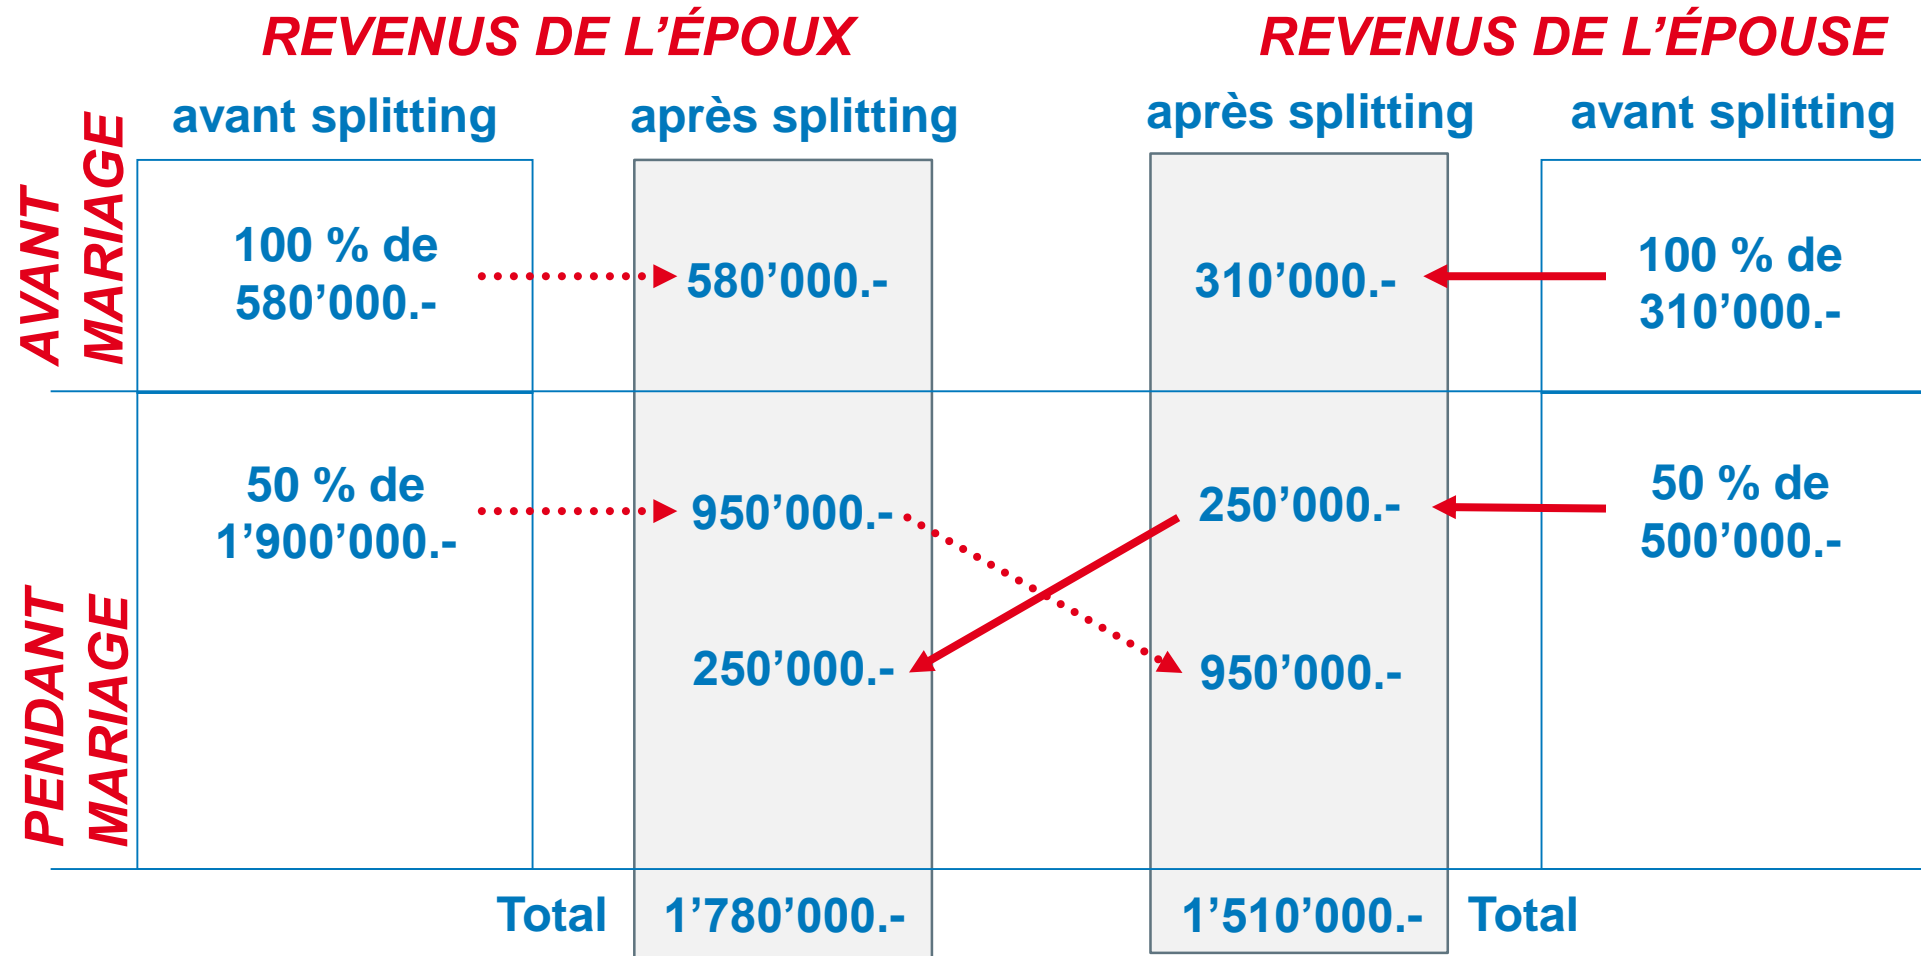 REVENUS DE L’ÉPOUX
REVENUS DE L’ÉPOUSE
avant splitting
après splitting
après splitting
avant splitting
AVANT
MARIAGE
100 % de
580’000.-
580’000.-
310’000.-
100 % de
310’000.-
PENDANT
MARIAGE
50 % de
1’900’000.-
950’000.-
250’000.-
250’000.-
950’000.-
50 % de
500’000.-
Total
1’780’000.-
1’510’000.-
Total